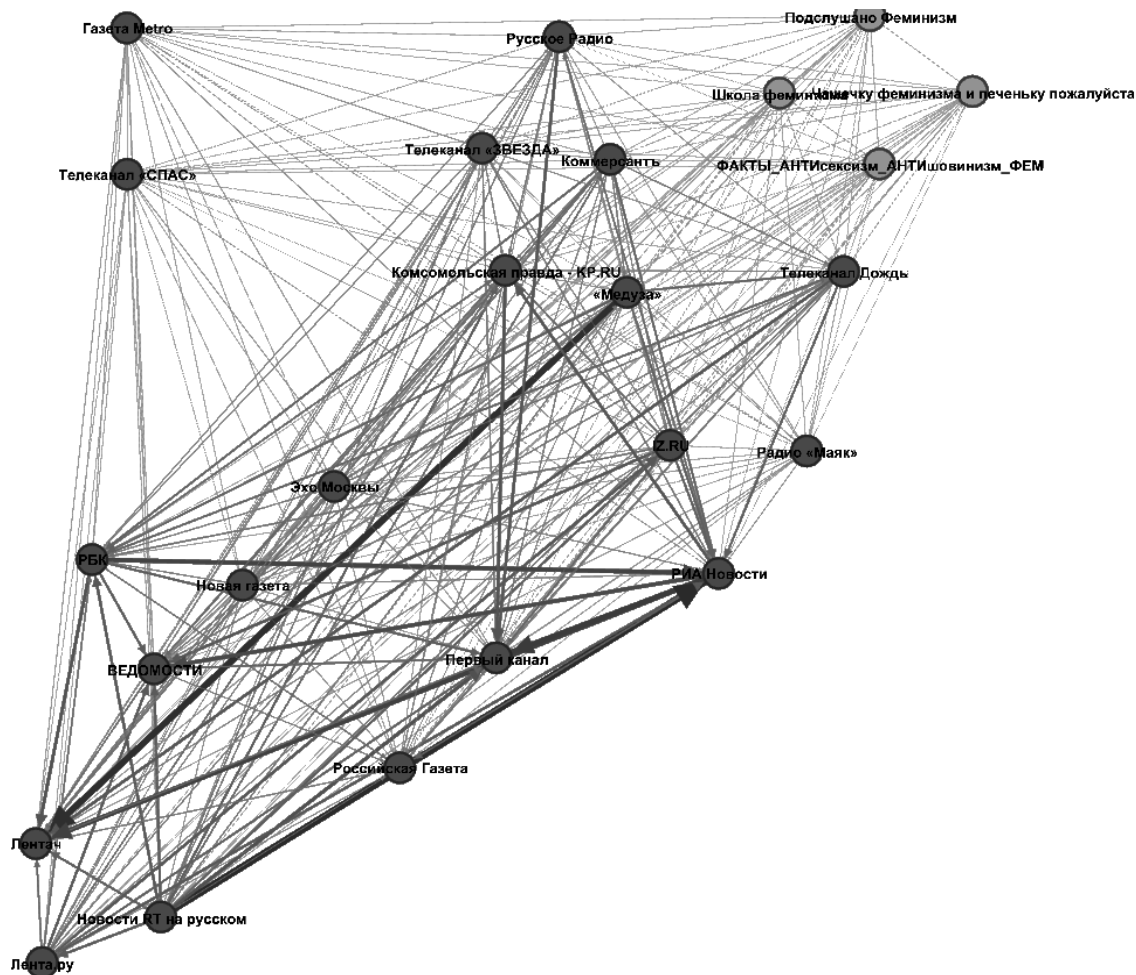 Подслушано Феминизм
Газета Metro
Русское Радио
Школа феминизма
Чашечку феминизма и печеньку пожалуйста
Телеканал «ЗВЕЗДА»
Коммерсантъ
ФАКТЫ_АНТИсексизм_АНТИшовинизм_ФЕМ
Телеканал «СПАС»
Комсомольская правда - KP.RU
Телеканал Дождь
«Медуза»
IZ.RU
Радио «Маяк»
Эхо Москвы
РБК
РИА Новости
Новая газета
Первый канал
ВЕДОМОСТИ
Российская Газета
Лентач
Новости RT на русском
Лента.ру